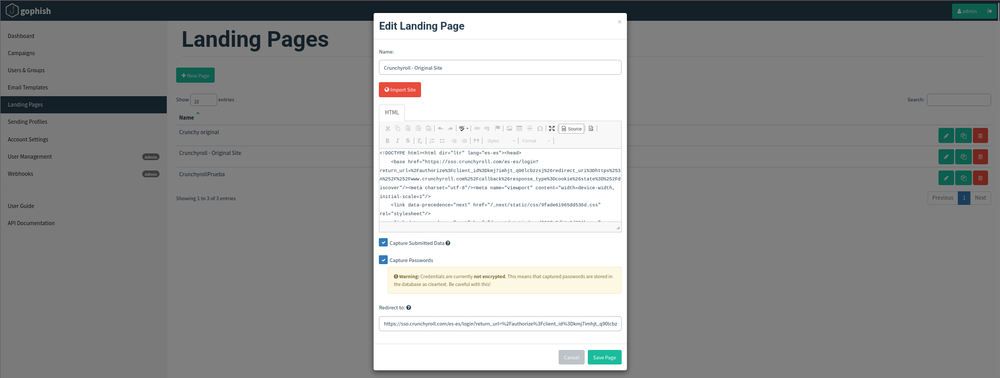 gophish
admin
Dashboard
Campaigns
Users & Groups
Email Templates
Landing Pages
Sending Profiles
Account Settings
User Management Admin
Webhooks Admin
User Guide
API Documentation
Landing Pages
New Page
Show 10 entries
Search:
Name
Crunchy original
Crunchyroll - Original Site
CrunchyrollPrueba
Showing 1 to 3 of 3 entries
Previous 1 Next
Edit Landing Page
×
Name:
Crunchyroll - Original Site
Import Site
HTML
ABC
Source
B I S Tx
Styles Format
<!DOCTYPE html><html dir="ltr" lang="es-es"><head>
<base href="https://sso.crunchyroll.com/es-es/login?
return_url=%2Fauthorize%3Fclient_id%3Dkmj7imhjt_q90lcbzzsj%26redirect_uri%3Dhttps%253
A%252F%252Fwww.crunchyroll.com%252Fcallback%26response_type%3Dcookie%26state%3D%252Fd
iscover"/><meta charset="utf-8"/><meta name="viewport" content="width=device-width,
initial-scale=1"/>
<link data-precedence="next" href="/_next/static/css/9fade61965dd536d.css"
rel="stylesheet"/>
Capture Submitted Data
Capture Passwords
Warning: Credentials are currently not encrypted. This means that captured passwords are stored in
the database as cleartext. Be careful with this!
Redirect to:
https://sso.crunchyroll.com/es-es/login?return_url=%2Fauthorize%3Fclient_id%3Dkmj7imhjt_q90lcbz
Cancel
Save Page